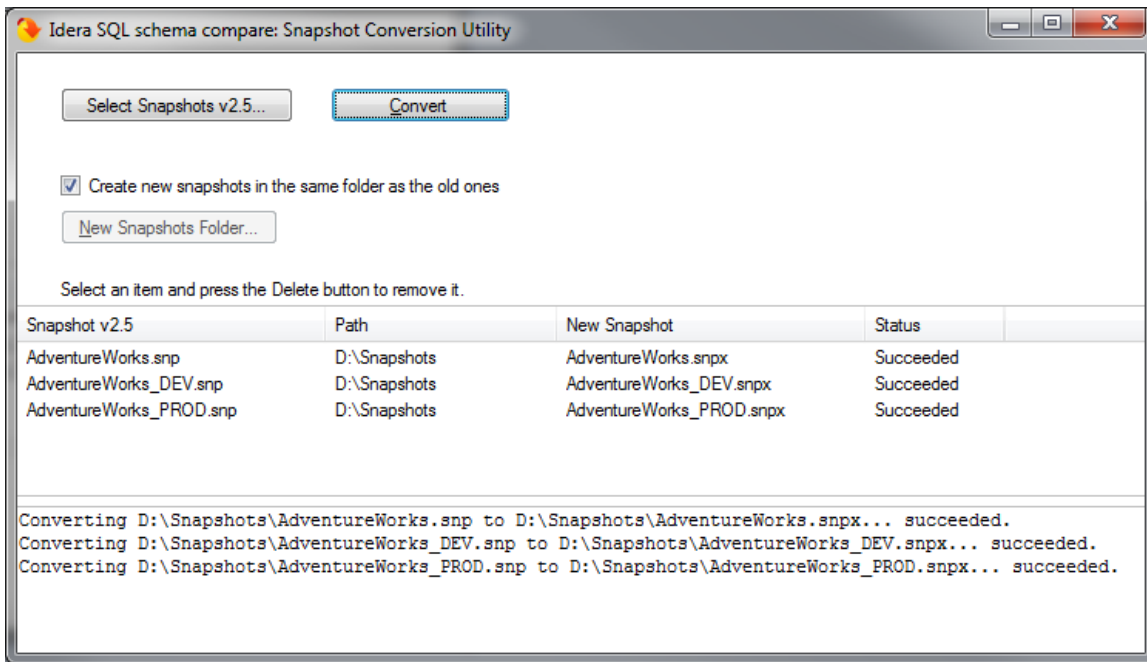 Idera SQL schema compare: Snapshot Conversion Utility
Select Snapshots v2.5... Convert
Create new snapshots in the same folder as the old ones
New Snapshots Folder...
Select an item and press the Delete button to remove it.
Snapshot v2.5 Path New Snapshot Status
AdventureWorks.snp D:\Snapshots AdventureWorks.snpx Succeeded
AdventureWorks_DEV.snp D:\Snapshots AdventureWorks_DEV.snpx Succeeded
AdventureWorks_PROD.snp D:\Snapshots AdventureWorks_PROD.snpx Succeeded
Converting D:\Snapshots\AdventureWorks.snp to D:\Snapshots\AdventureWorks.snpx... succeeded.
Converting D:\Snapshots\AdventureWorks_DEV.snp to D:\Snapshots\AdventureWorks_DEV.snpx... succeeded.
Converting D:\Snapshots\AdventureWorks_PROD.snp to D:\Snapshots\AdventureWorks_PROD.snpx... succeeded.